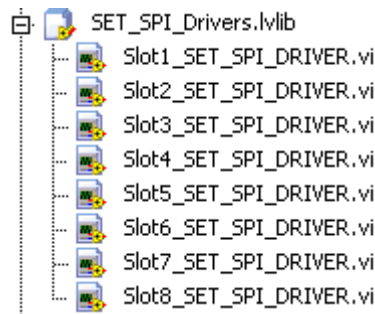 SET_SPI_Drivers.lvlib
Slot1_SET_SPI_DRIVER.vi
Slot2_SET_SPI_DRIVER.vi
Slot3_SET_SPI_DRIVER.vi
Slot4_SET_SPI_DRIVER.vi
Slot5_SET_SPI_DRIVER.vi
Slot6_SET_SPI_DRIVER.vi
Slot7_SET_SPI_DRIVER.vi
Slot8_SET_SPI_DRIVER.vi